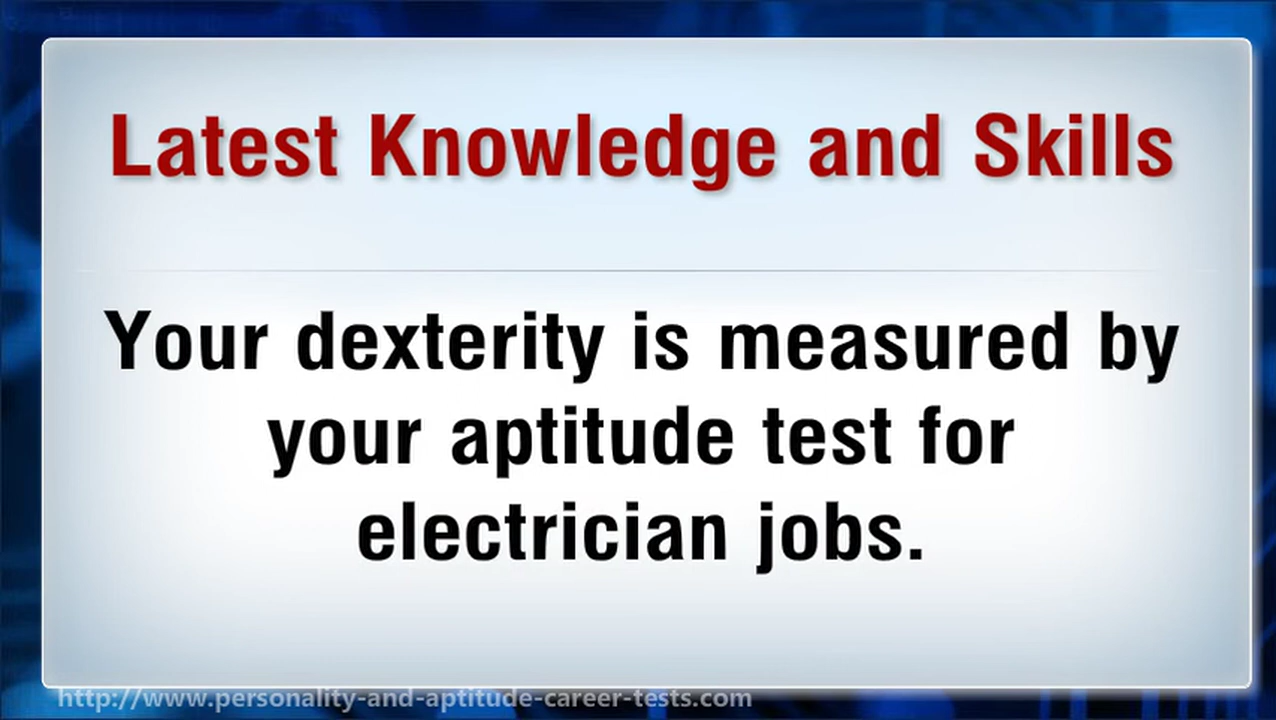 Latest Knowledge and Skills
Your dexterity is measured by
your aptitude test for
electrician jobs.
http://www.personality-and-aptitude-career-tests.com